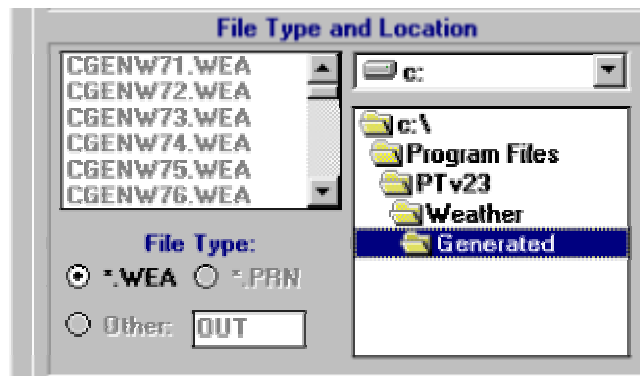 File Type and Location
CGENW71.WEA
CGENW72.WEA
CGENW73.WEA
CGENW74.WEA
CGENW75.WEA
CGENW76.WEA
File Type:
*.WEA *.PRN
Other: OUT
c:
c:\
Program Files
PTv23
Weather
Generated